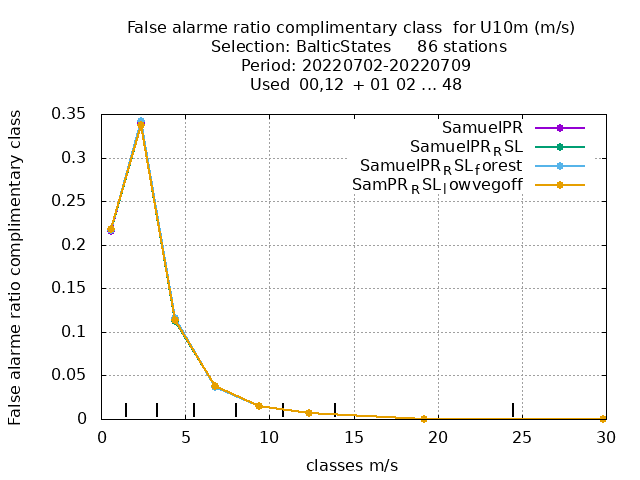 False alarme ratio complimentary class  for U10m (m/s)
Selection: BalticStates     86 stations
Period: 20220702-20220709
Used  00,12  + 01 02 ... 48
False alarme ratio complimentary class
0.35
0.3
0.25
0.2
0.15
0.1
0.05
0
SamuelPR
SamuelPR_RSL
SamuelPR_RSL_forest
SamPR_RSL_lowvegoff
0 5 10 15 20 25 30
classes m/s